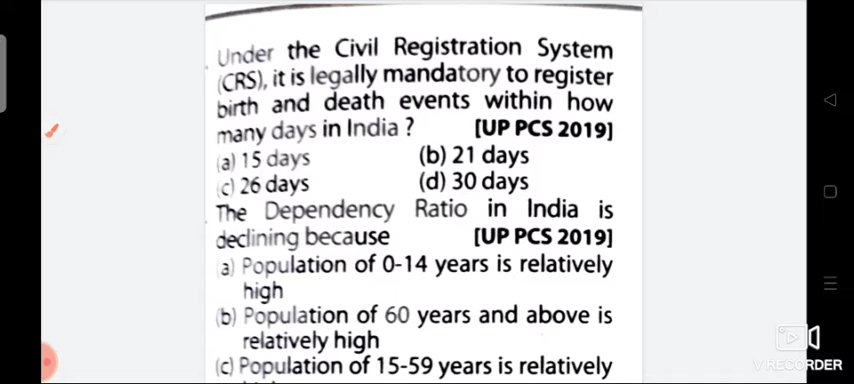 Under the Civil Registration System
(CRS), it is legally mandatory to register
birth and death events within how
many days in India ? [UP PCS 2019]
(a) 15 days (b) 21 days
(c) 26 days (d) 30 days
The Dependency Ratio in India is
declining because [UP PCS 2019]
(a) Population of 0-14 years is relatively
high
(b) Population of 60 years and above is
relatively high
(c) Population of 15-59 years is relatively
V RECORDER